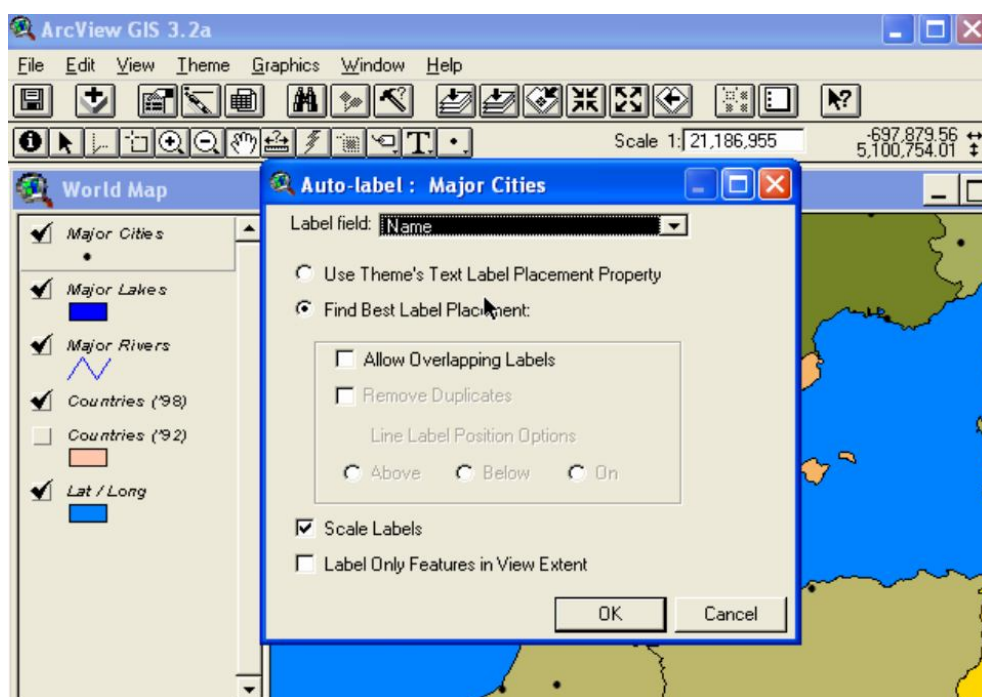 ArcView GIS 3.2a
File Edit View Theme Graphics Window Help
Scale 1: 21,186,955
-697,879.56
5,100,754.01
World Map
Major Cities
Major Lakes
Major Rivers
Countries ('98)
Countries ('92)
Lat / Long
Auto-label : Major Cities
Label field: Name
Use Theme's Text Label Placement Property
Find Best Label Placement:
Allow Overlapping Labels
Remove Duplicates
Line Label Position Options
Above Below On
Scale Labels
Label Only Features in View Extent
OK Cancel